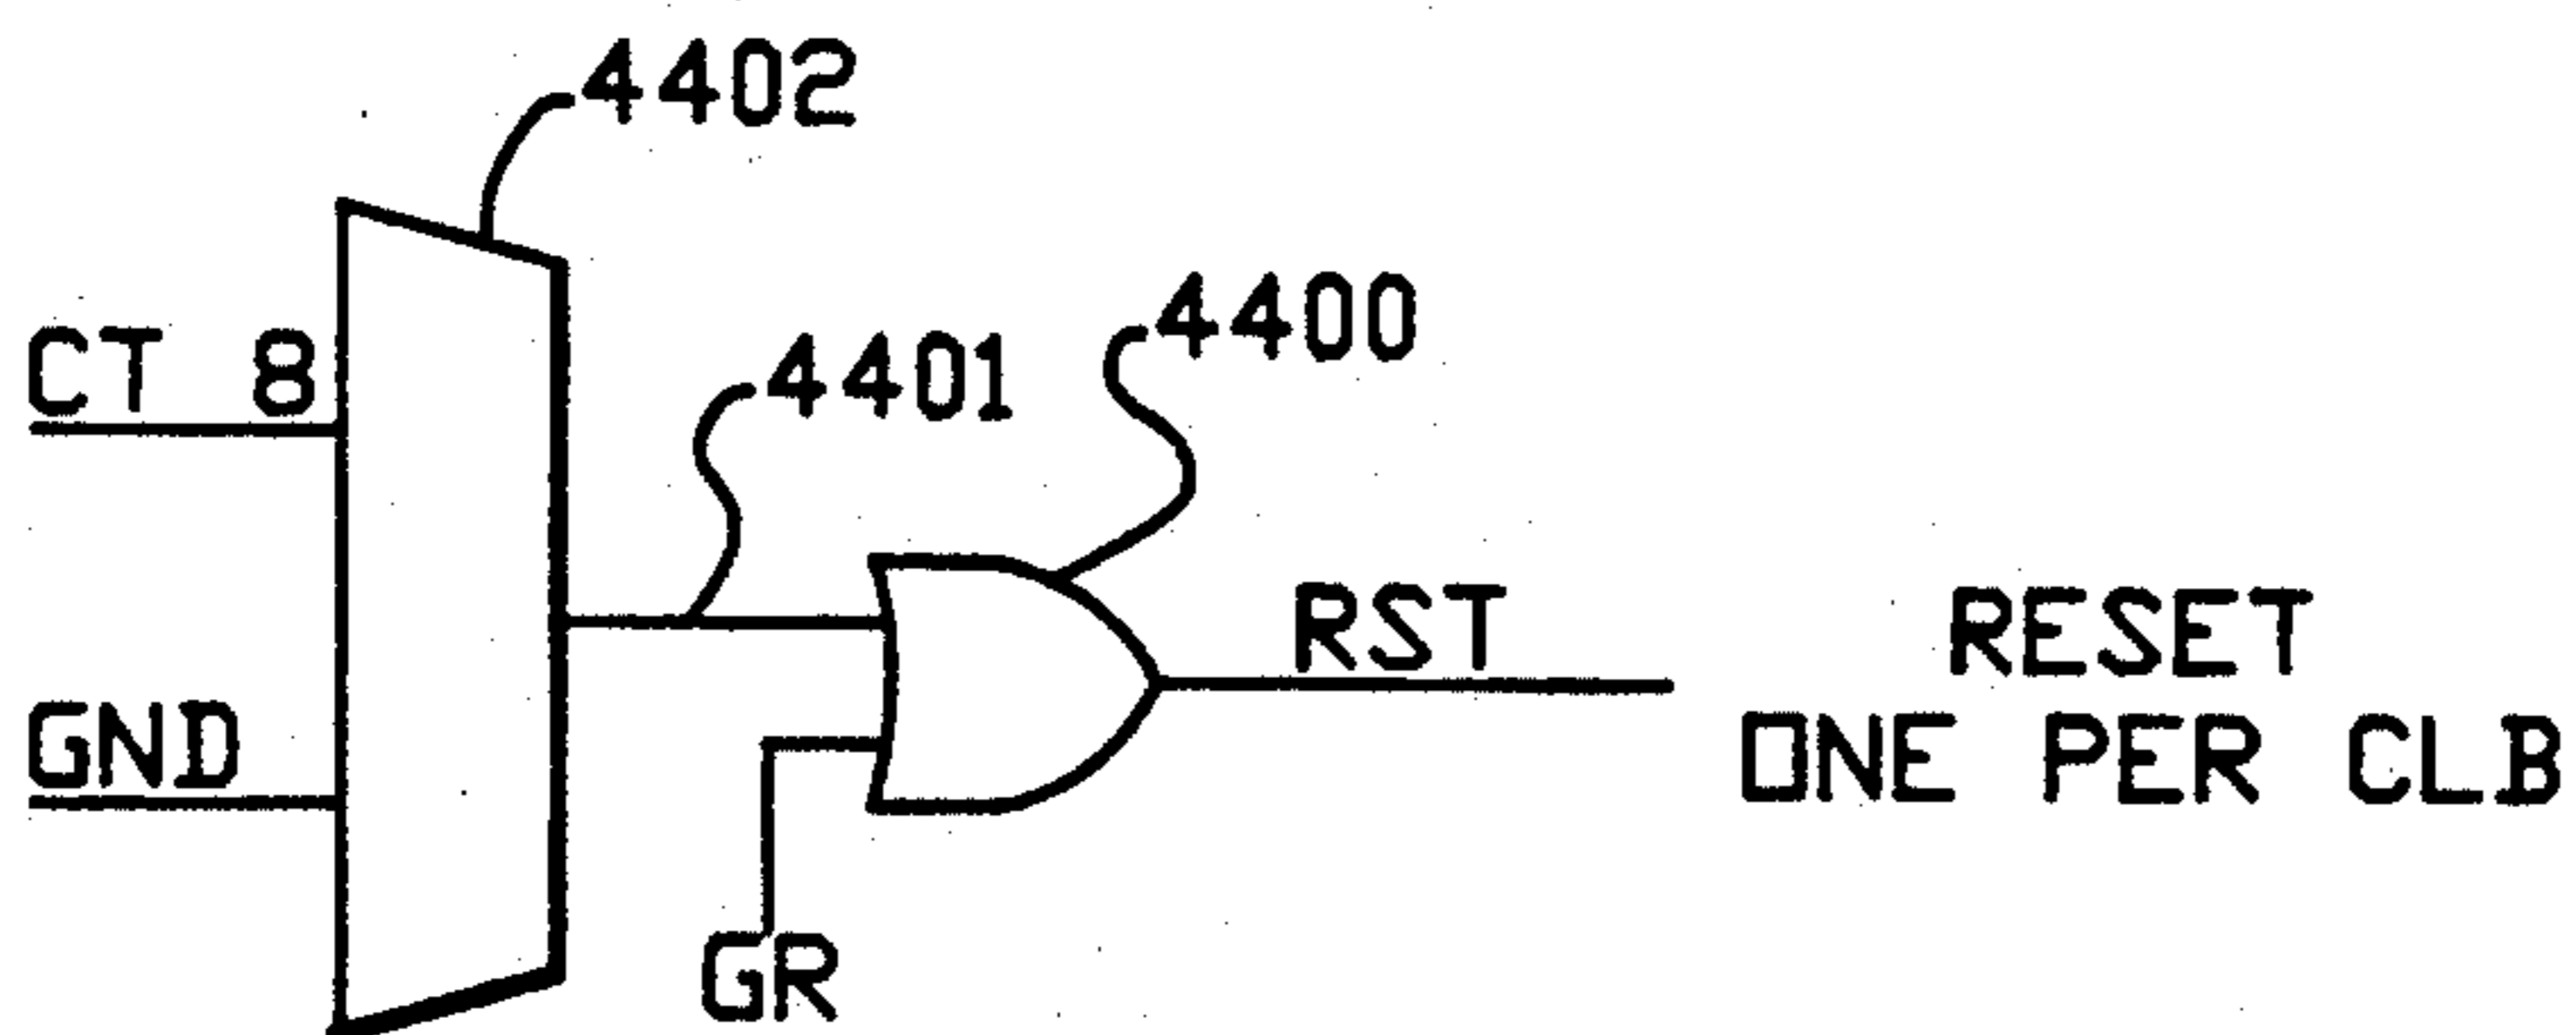 4402
4400
CT 8
4401
RST
RESET
ONE PER CLB
GND
GR